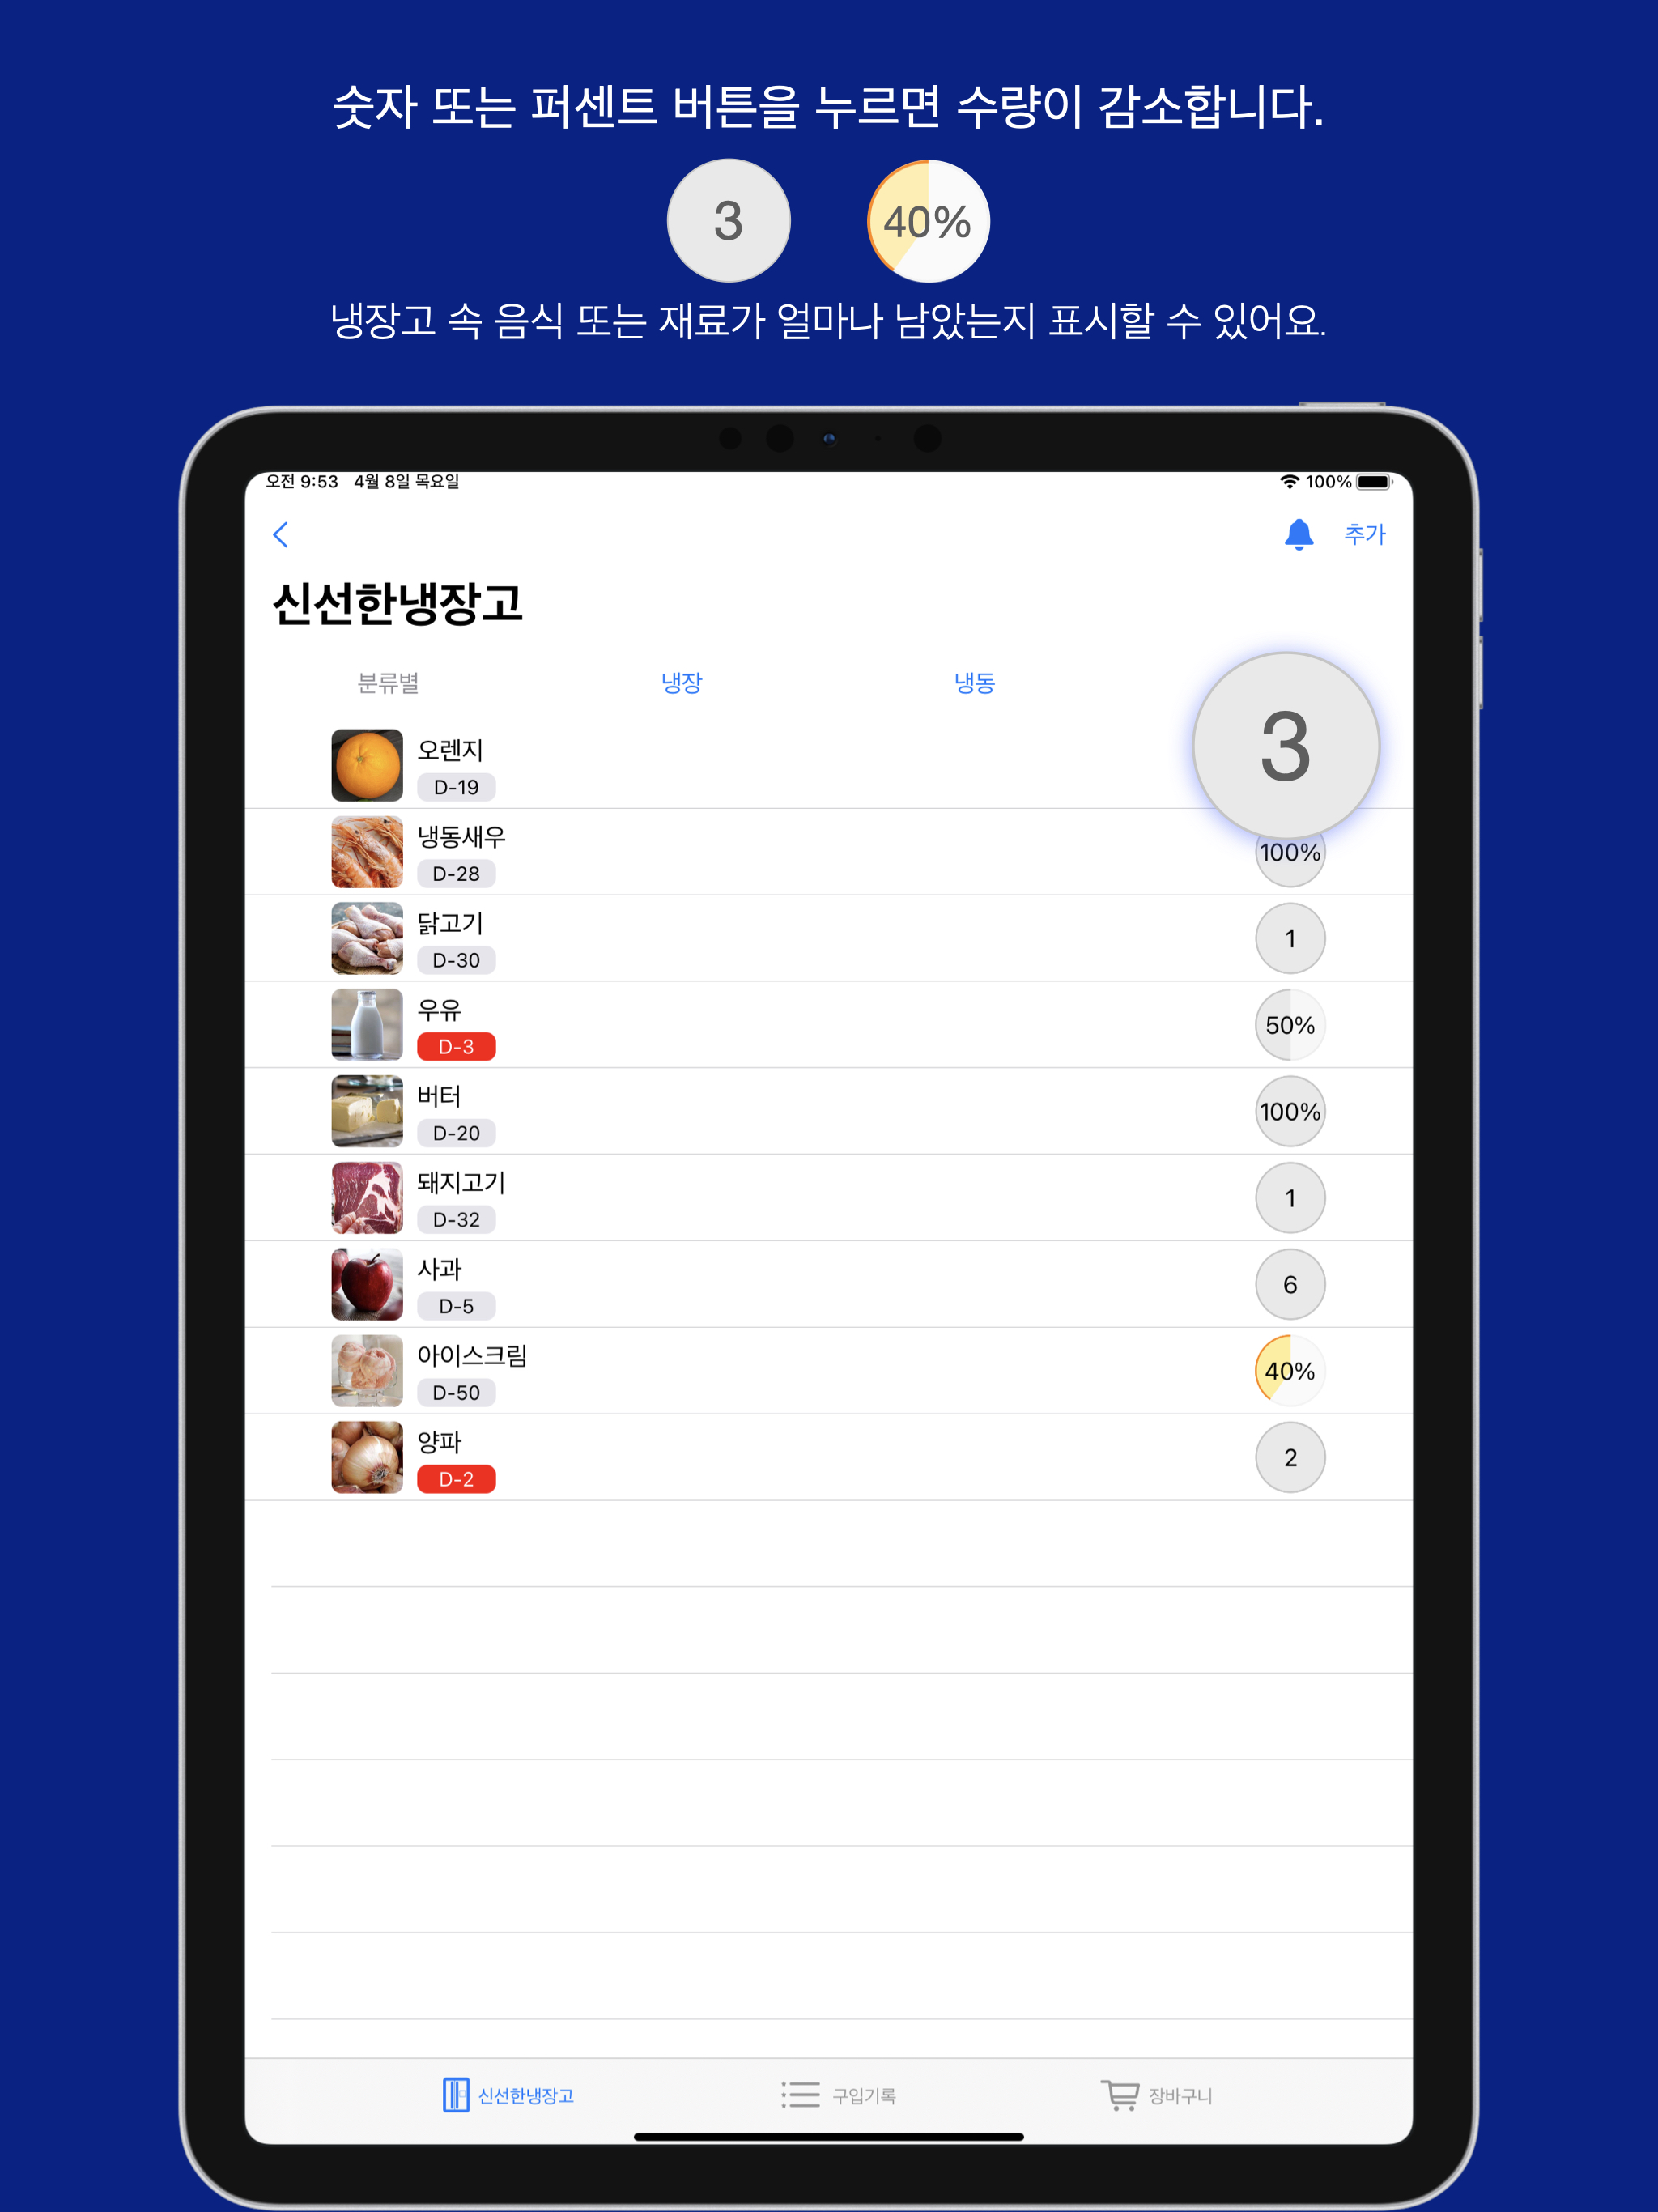 숫자 또는 퍼센트 버튼을 누르면 수량이 감소합니다.
3 40%
냉장고 속 음식 또는 재료가 얼마나 남았는지 표시할 수 있어요.
오전 9:53 4월 8일 목요일 100%
추가
신선한냉장고
분류별 냉장 냉동
3
오렌지
D-19
냉동새우
D-28
100%
닭고기
D-30
1
우유
D-3
50%
버터
D-20
100%
돼지고기
D-32
1
사과
D-5
6
아이스크림
D-50
40%
양파
D-2
2
신선한냉장고 구입기록 장바구니